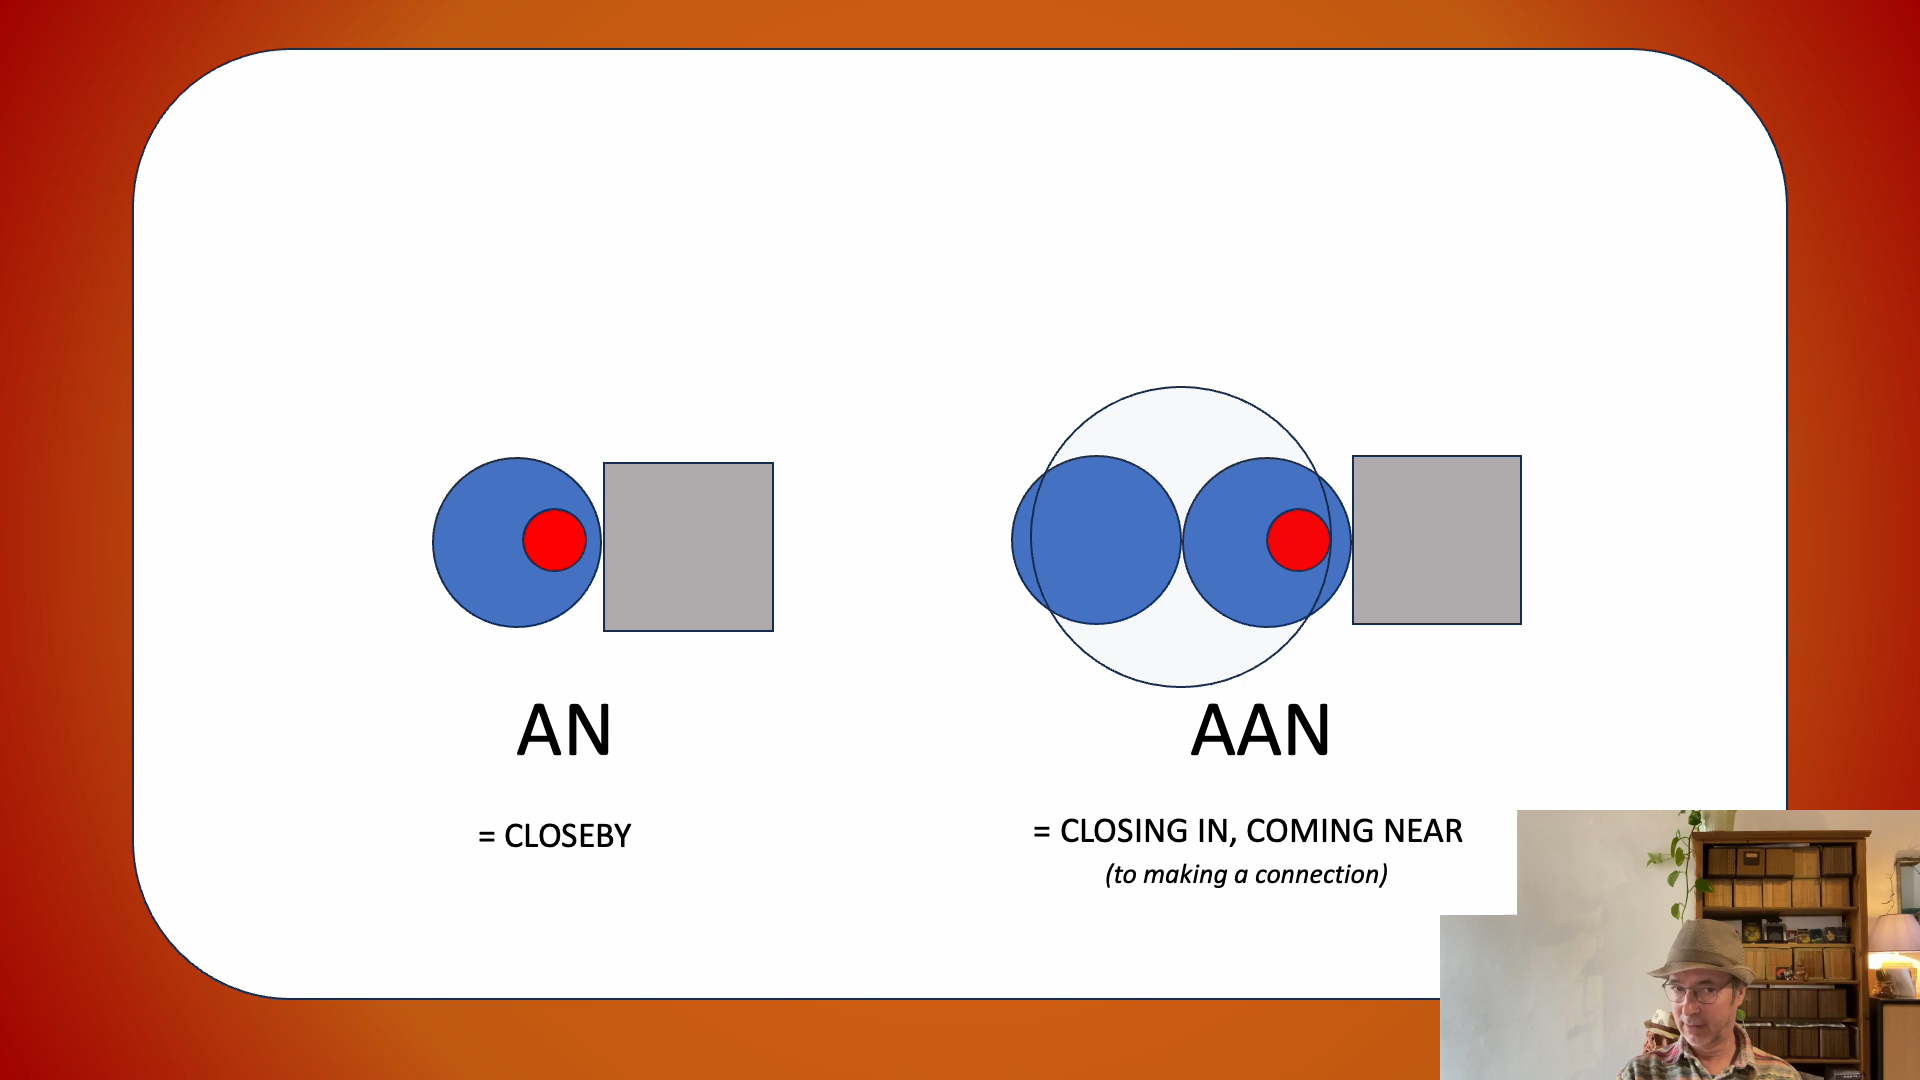 AN
= CLOSEBY
AAN
= CLOSING IN, COMING NEAR
(to making a connection)